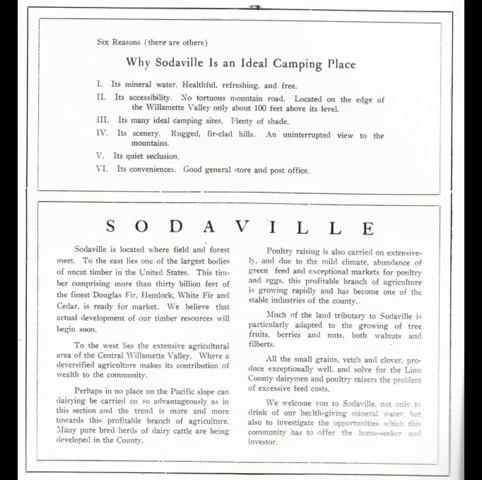 Six Reasons (there are others)
Why Sodaville Is an Ideal Camping Place
I. Its mineral water. Healthful, refreshing, and free.
II. Its accessibility. No tortuous mountain road. Located on the edge of
the Willamette Valley only about 100 feet above its level.
III. Its many ideal camping sites. Plenty of shade.
IV. Its scenery. Rugged, fir-clad hills. An uninterrupted view to the
mountains.
V. Its quiet seclusion.
VI. Its conveniences. Good general store and post office.
SODAVILLE
Sodaville is located where field and forest
meet. To the east lies one of the largest bodies
of uncut timber in the United States. This tim-
ber comprising more than thirty billion feet of
the finest Douglas Fir, Hemlock, White Fir and
Cedar, is ready for market. We believe that
actual development of our timber resources will
begin soon.
To the west lies the extensive agricultural
area of the Central Willamette Valley. Where a
deversified agriculture makes its contribution of
wealth to the community.
Perhaps in no place on the Pacific slope can
dairying be carried on so advantageously as in
this section and the trend is more and more
towards this profitable branch of agriculture.
Many pure bred herds of dairy cattle are being
developed in the County.
Poultry raising is also carried on extensive-
ly, and due to the mild climate, abundance of
green feed and exceptional markets for poultry
and eggs, this profitable branch of agriculture
is growing rapidly and has become one of the
stable industries of the county.
Much of the land tributary to Sodaville is
particularly adapted to the growing of tree
fruits, berries and nuts, both walnuts and
filberts.
All the small grains, vetch and clover, pro-
duce exceptionally well, and solve for the Linn
County dairymen and poultry raisers the problem
of excessive feed costs.
We welcome you to Sodaville, not only to
drink of our health-giving mineral water, but
also to investigate the opportunities which this
community has to offer the home-seeker and
investor.